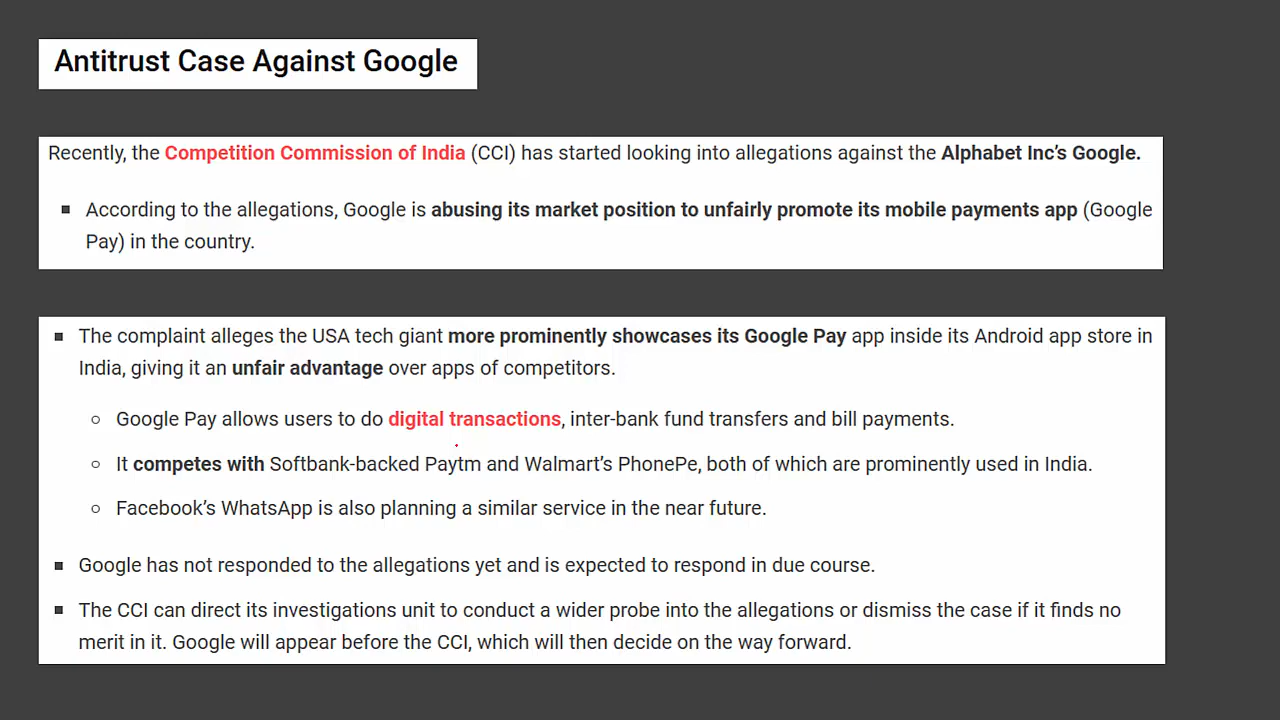 Antitrust Case Against Google
Recently, the Competition Commission of India (CCI) has started looking into allegations against the Alphabet Inc’s Google.
According to the allegations, Google is abusing its market position to unfairly promote its mobile payments app (Google
Pay) in the country.
The complaint alleges the USA tech giant more prominently showcases its Google Pay app inside its Android app store in
India, giving it an unfair advantage over apps of competitors.
Google Pay allows users to do digital transactions, inter-bank fund transfers and bill payments.
It competes with Softbank-backed Paytm and Walmart’s PhonePe, both of which are prominently used in India.
Facebook’s WhatsApp is also planning a similar service in the near future.
Google has not responded to the allegations yet and is expected to respond in due course.
The CCI can direct its investigations unit to conduct a wider probe into the allegations or dismiss the case if it finds no
merit in it. Google will appear before the CCI, which will then decide on the way forward.